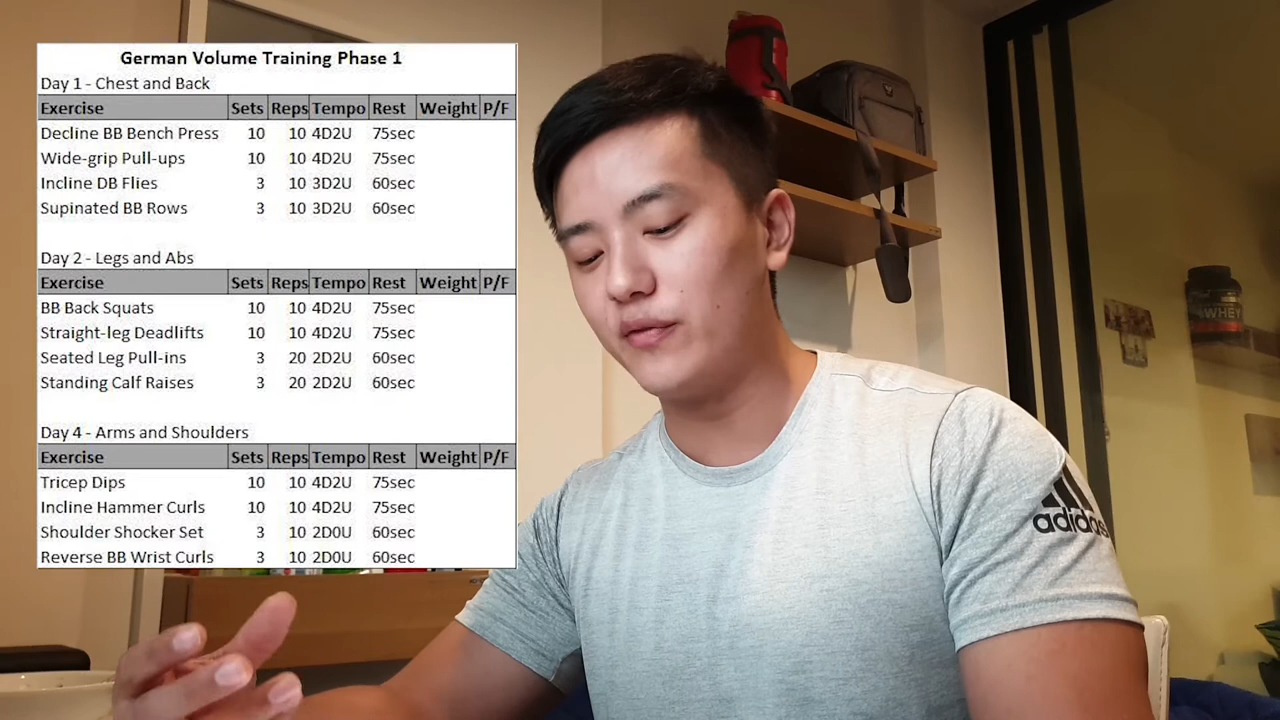 German Volume Training Phase 1
Day 1 - Chest and Back
Exercise Sets Reps Tempo Rest Weight P/F
Decline BB Bench Press 10 10 4D2U 75sec
Wide-grip Pull-ups 10 10 4D2U 75sec
Incline DB Flies 3 10 3D2U 60sec
Supinated BB Rows 3 10 3D2U 60sec
Day 2 - Legs and Abs
Exercise Sets Reps Tempo Rest Weight P/F
BB Back Squats 10 10 4D2U 75sec
Straight-leg Deadlifts 10 10 4D2U 75sec
Seated Leg Pull-ins 3 20 2D2U 60sec
Standing Calf Raises 3 20 2D2U 60sec
Day 4 - Arms and Shoulders
Exercise Sets Reps Tempo Rest Weight P/F
Tricep Dips 10 10 4D2U 75sec
Incline Hammer Curls 10 10 4D2U 75sec
Shoulder Shocker Set 3 10 2D0U 60sec
Reverse BB Wrist Curls 3 10 2D0U 60sec
adidas
WHEY